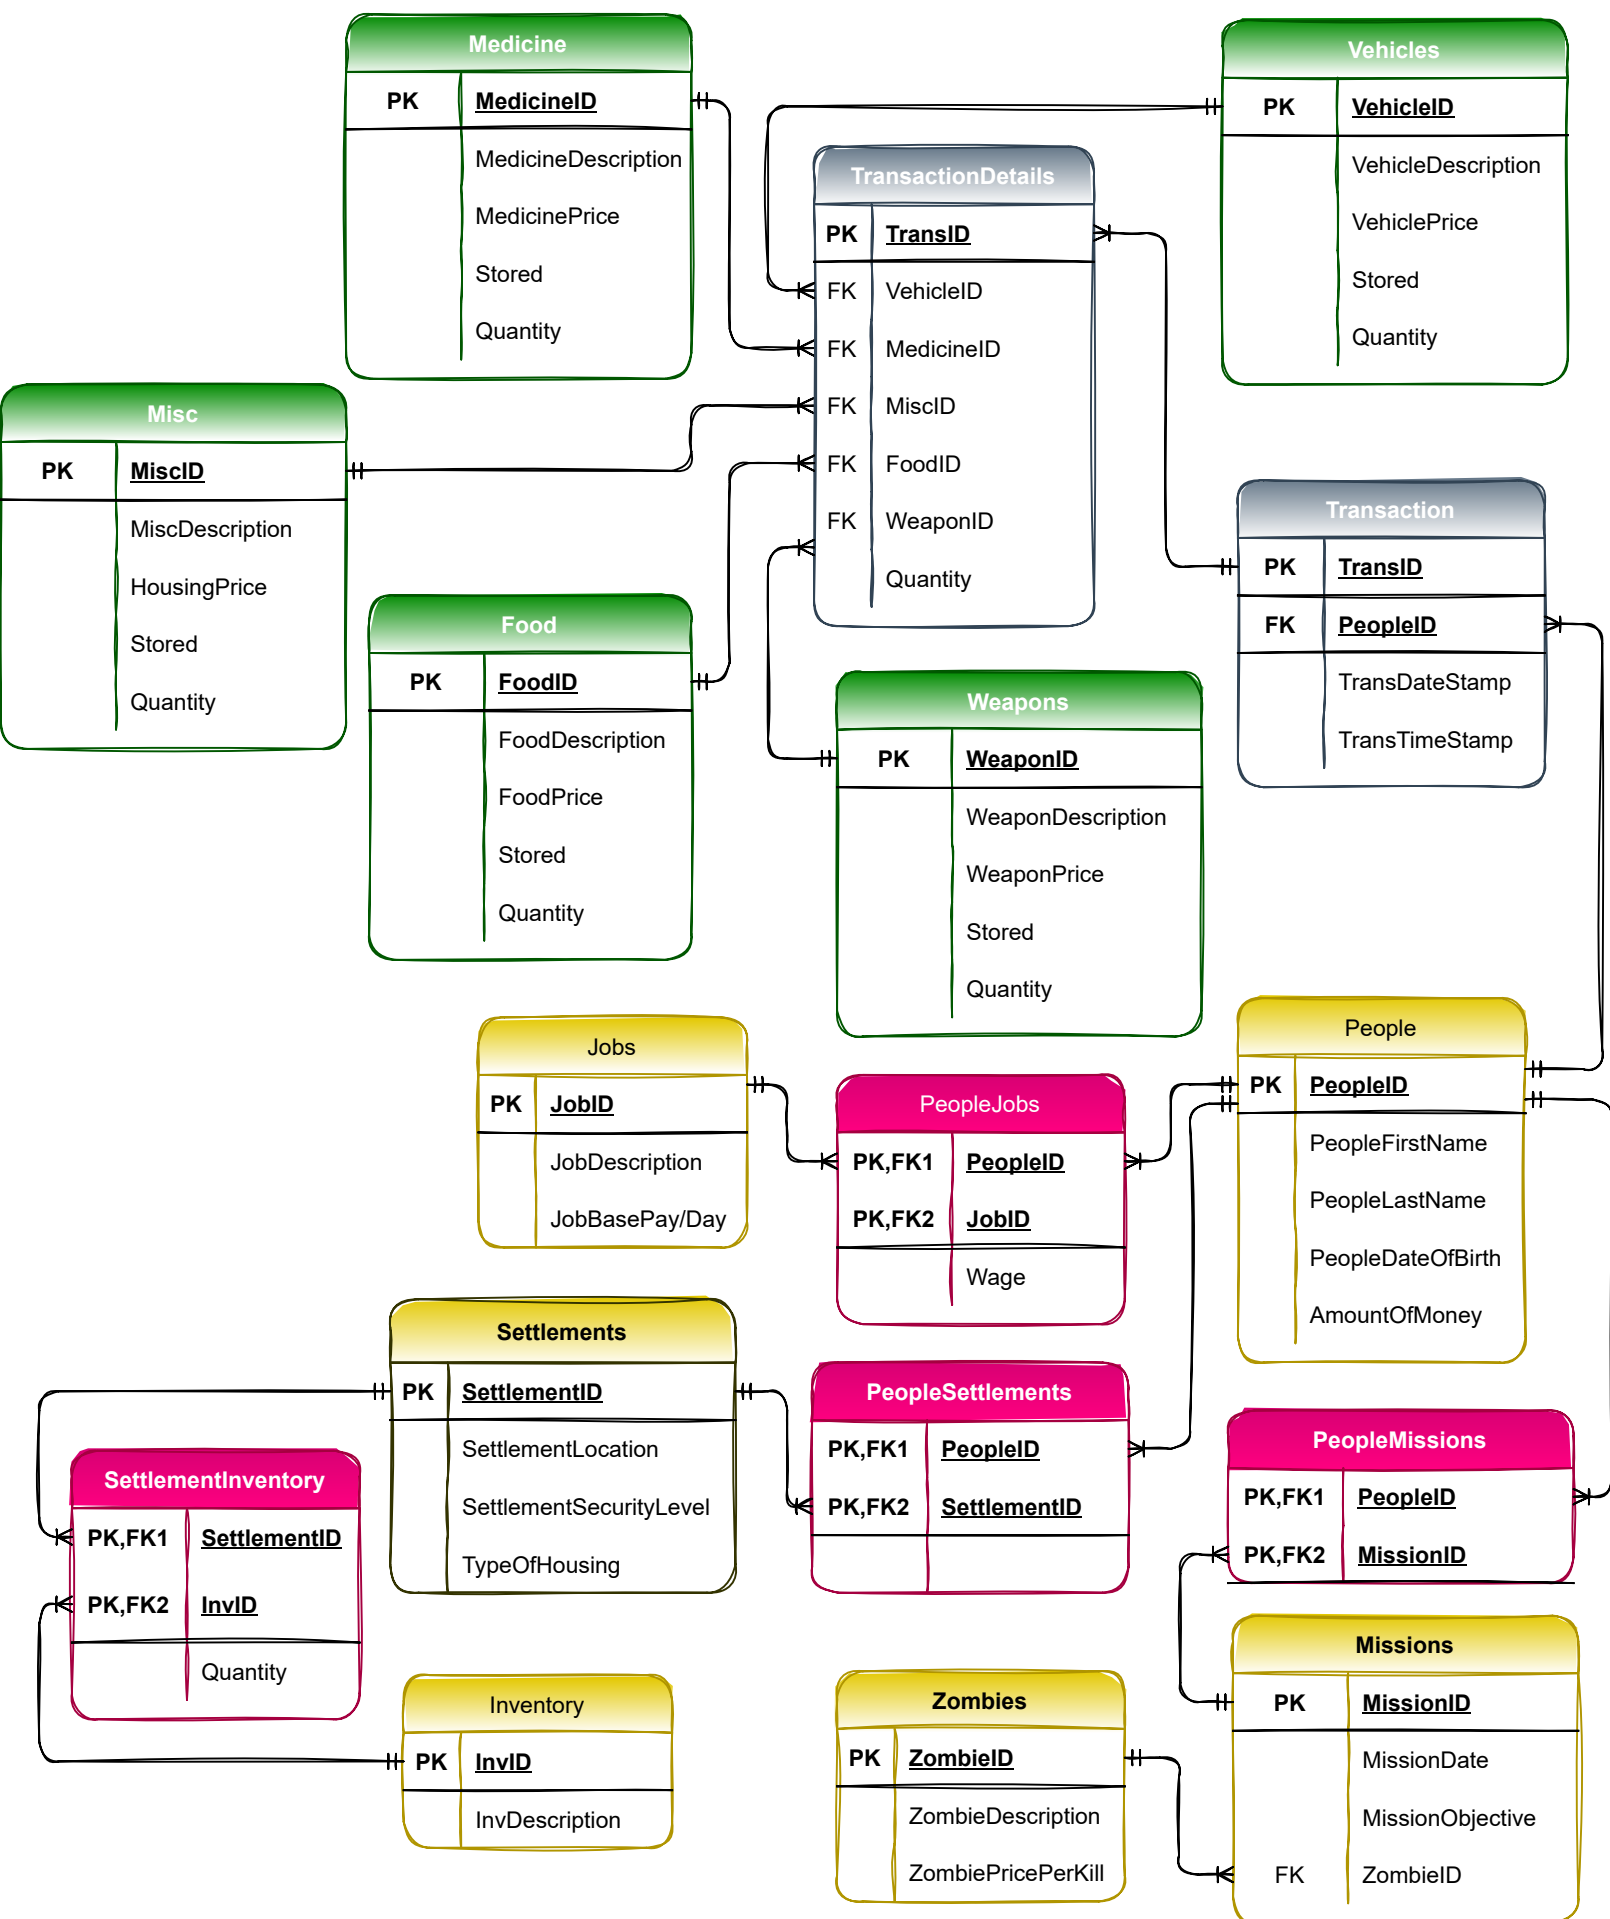 Medicine
PK MedicineID
MedicineDescription
MedicinePrice
Stored
Quantity
Vehicles
PK VehicleID
VehicleDescription
VehiclePrice
Stored
Quantity
TransactionDetails
PK TransID
FK VehicleID
FK MedicineID
FK MiscID
FK FoodID
FK WeaponID
Quantity
Misc
PK MiscID
MiscDescription
HousingPrice
Stored
Quantity
Transaction
PK TransID
FK PeopleID
TransDateStamp
TransTimeStamp
Food
PK FoodID
FoodDescription
FoodPrice
Stored
Quantity
Weapons
PK WeaponID
WeaponDescription
WeaponPrice
Stored
Quantity
Jobs
PK JobID
JobDescription
JobBasePay/Day
PeopleJobs
PK,FK1 PeopleID
PK,FK2 JobID
Wage
People
PK PeopleID
PeopleFirstName
PeopleLastName
PeopleDateOfBirth
AmountOfMoney
Settlements
PK SettlementID
SettlementLocation
SettlementSecurityLevel
TypeOfHousing
PeopleSettlements
PK,FK1 PeopleID
PK,FK2 SettlementID
PeopleMissions
PK,FK1 PeopleID
PK,FK2 MissionID
SettlementInventory
PK,FK1 SettlementID
PK,FK2 InvID
Quantity
Inventory
PK InvID
InvDescription
Zombies
PK ZombieID
ZombieDescription
ZombiePricePerKill
Missions
PK MissionID
MissionDate
MissionObjective
FK ZombieID